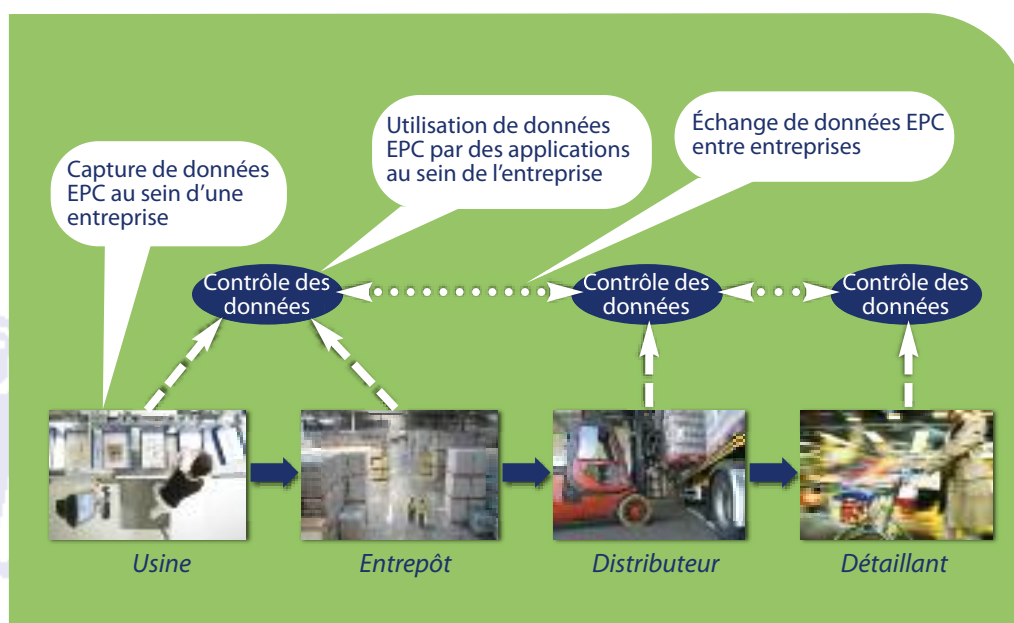 Capture de données
EPC au sein d’une
entreprise
Utilisation de données
EPC par des applications
au sein de l’entreprise
Échange de données EPC
entre entreprises
Contrôle des
données
Contrôle des
données
Contrôle des
données
Usine
Entrepôt
Distributeur
Détaillant